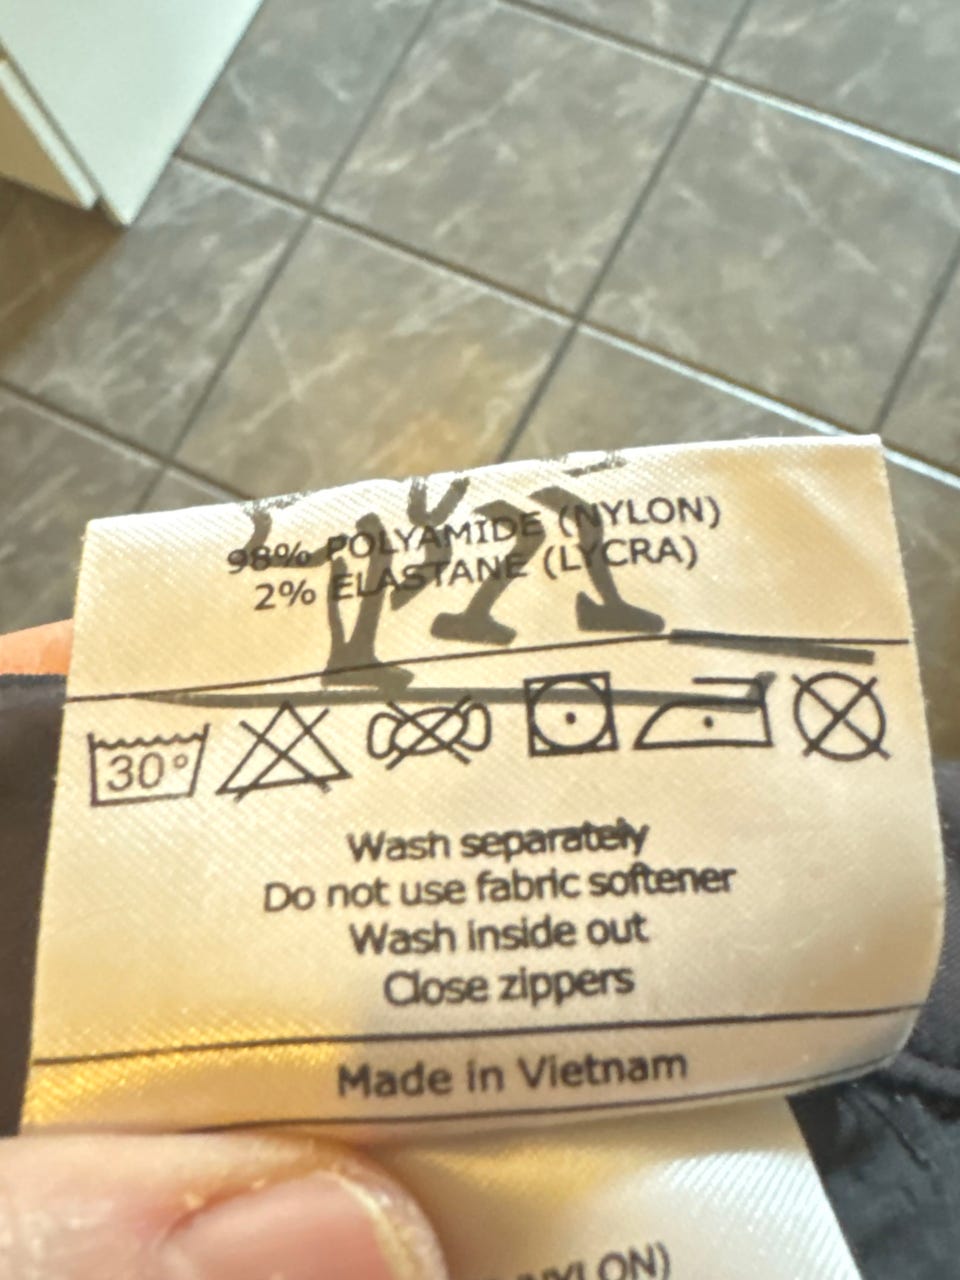 98% POLYAMIDE (NYLON)
2% ELASTANE (LYCRA)
30°
Wash separately
Do not use fabric softener
Wash inside out
Close zippers
Made in Vietnam
NYLON)